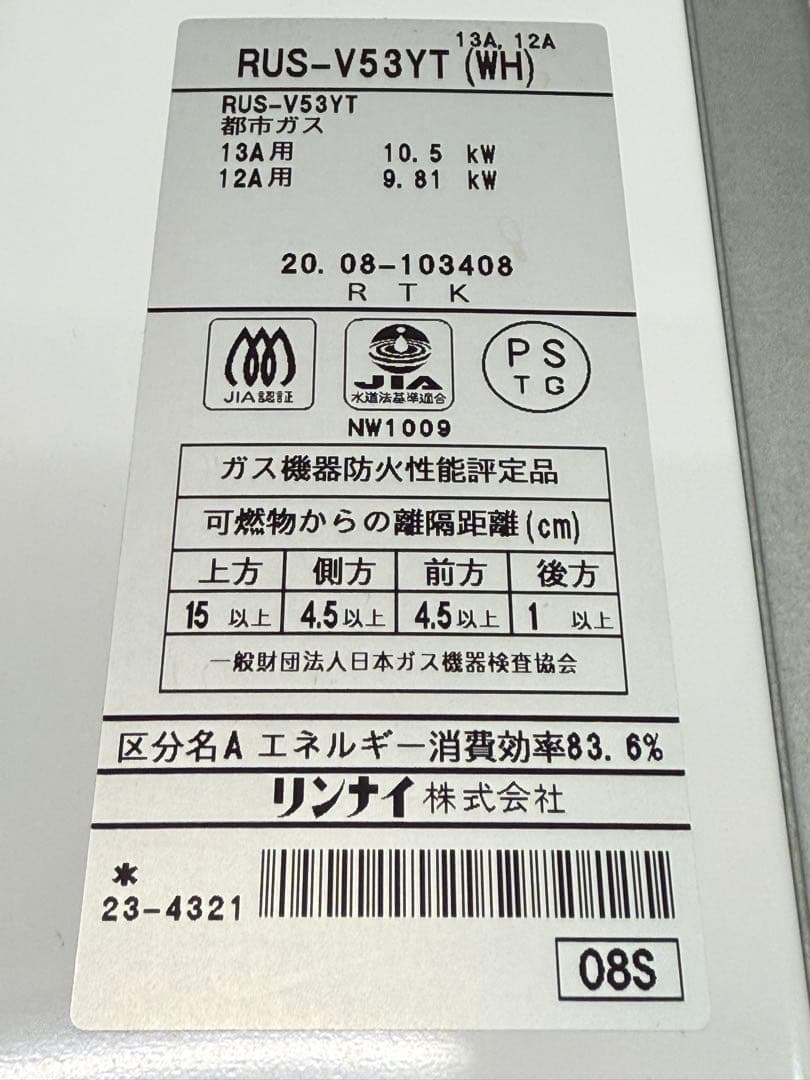 13A, 12A
RUS-V53YT (WH)
RUS-V53YT
都市ガス
13A用 10.5 kW
12A用 9.81 kW
20. 08-103408
R T K
JIA認証
JIA
水道法基準適合
PS
TG
NW1009
ガス機器防火性能評定品
可燃物からの離隔距離(cm)
上方 側方 前方 後方
15 以上 4.5以上 4.5以上 1 以上
一般財団法人日本ガス機器検査協会
区分名A エネルギー消費効率83.6%
リンナイ株式会社
*
23-4321
08S